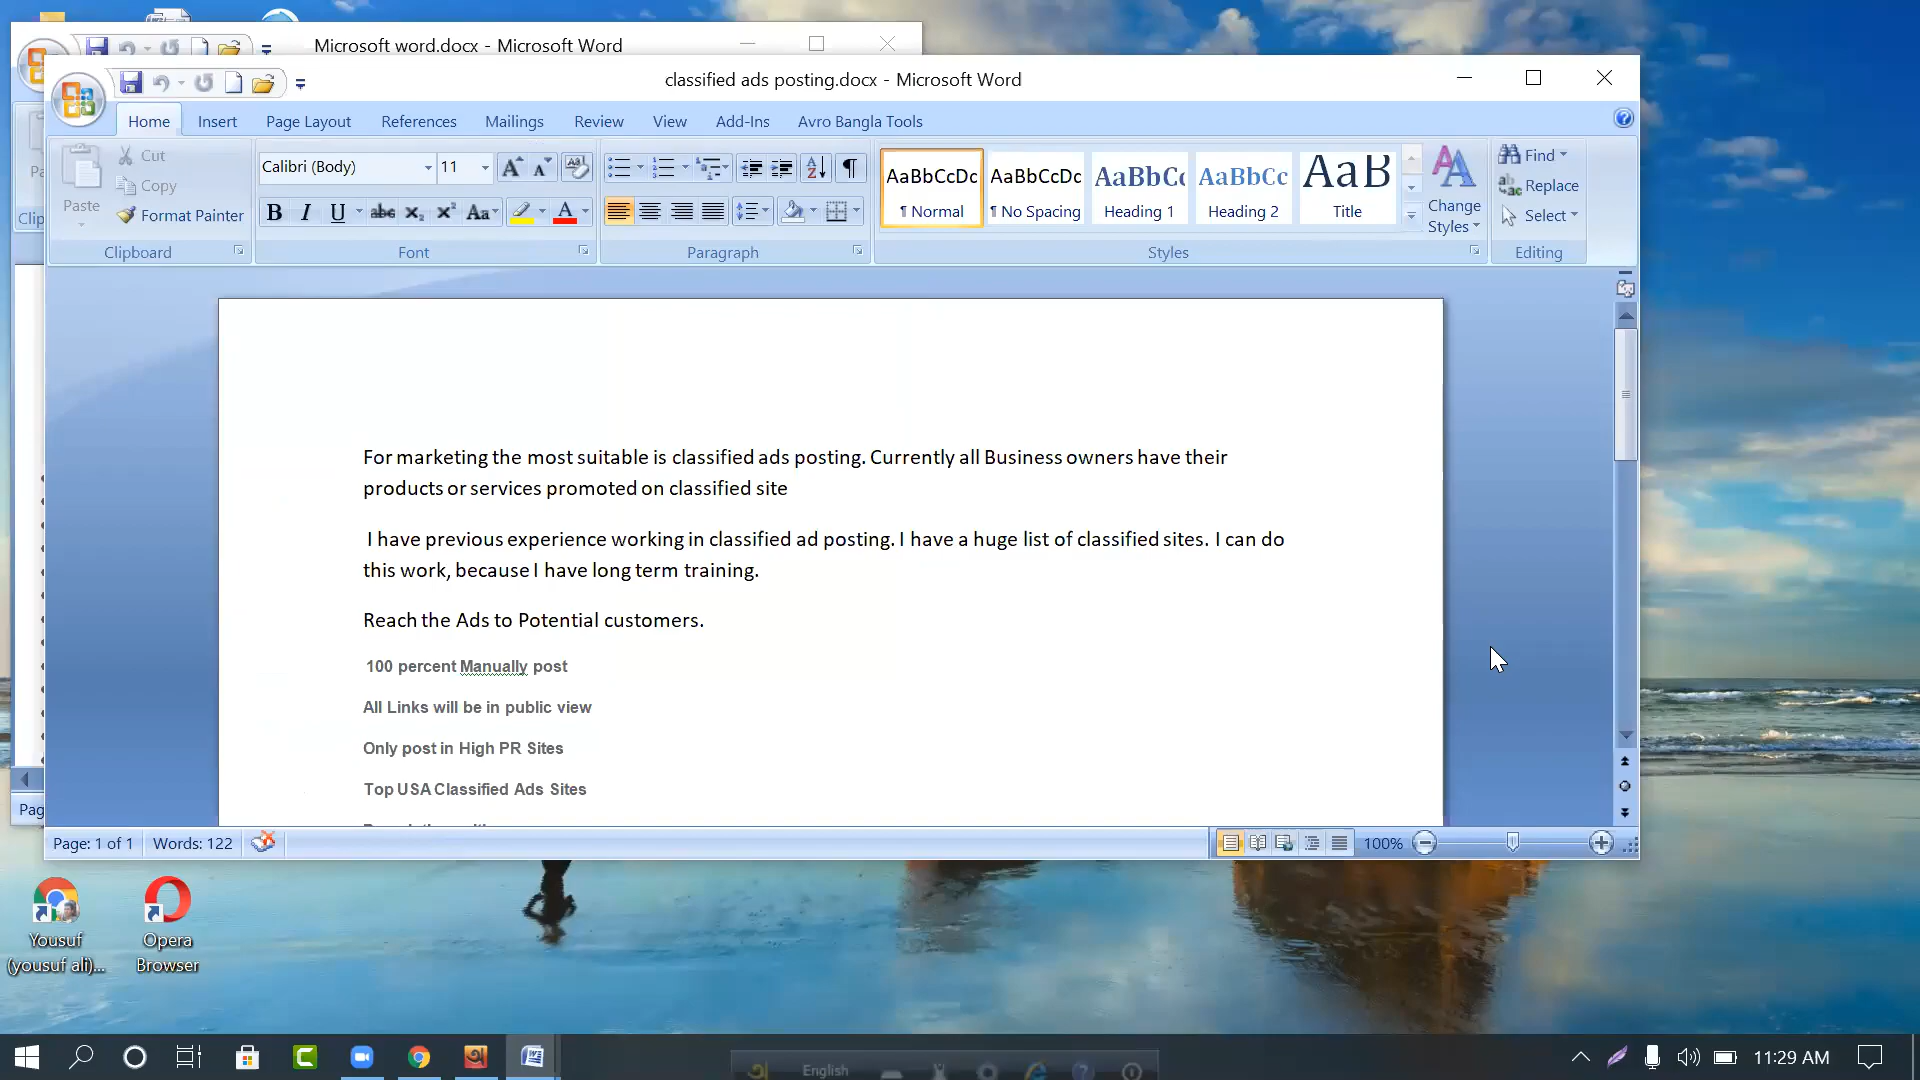 Microsoft word.docx - Microsoft Word
classified ads posting.docx - Microsoft Word
Home Insert Page Layout References Mailings Review View Add-Ins Avro Bangla Tools
Paste
Cut
Copy
Format Painter
Clipboard
Calibri (Body) 11
Font
Paragraph
AaBbCcDc AaBbCcDc AaBbCc AaBbCc AaB
¶ Normal ¶ No Spacing Heading 1 Heading 2 Title
Change
Styles
Styles
Find
Replace
Select
Editing
For marketing the most suitable is classified ads posting. Currently all Business owners have their
products or services promoted on classified site
I have previous experience working in classified ad posting. I have a huge list of classified sites. I can do
this work, because I have long term training.
Reach the Ads to Potential customers.
100 percent Manually post
All Links will be in public view
Only post in High PR Sites
Top USA Classified Ads Sites
Pag
Page: 1 of 1 Words: 122 100%
Yousuf
(yousuf ali)...
Opera
Browser
English
11:29 AM